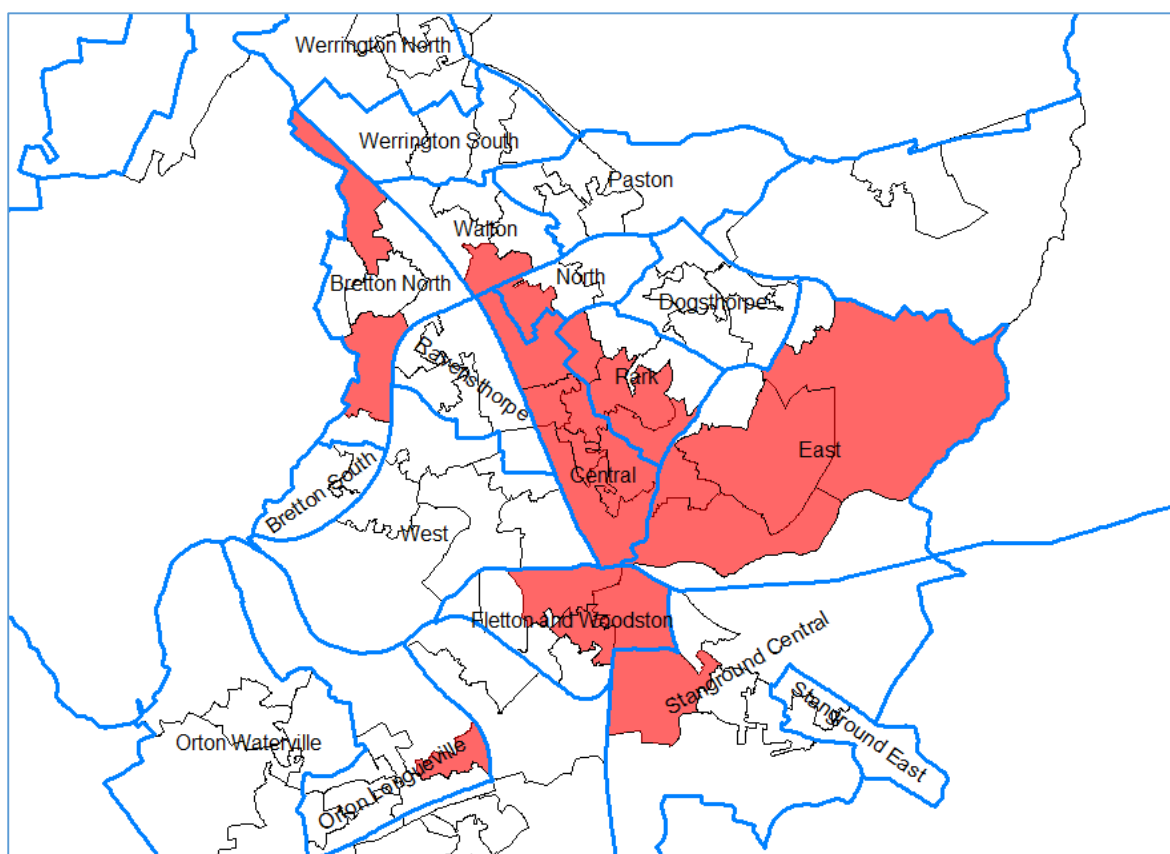 Werrington North
Werrington South
Paston
Walton
North
Bretton North
Dogsthorpe
Ravensthorpe
Park
East
Central
Bretton South
West
Fletton and Woodston
Stanground Central
Stanground East
Orton Waterville
Orton Longueville